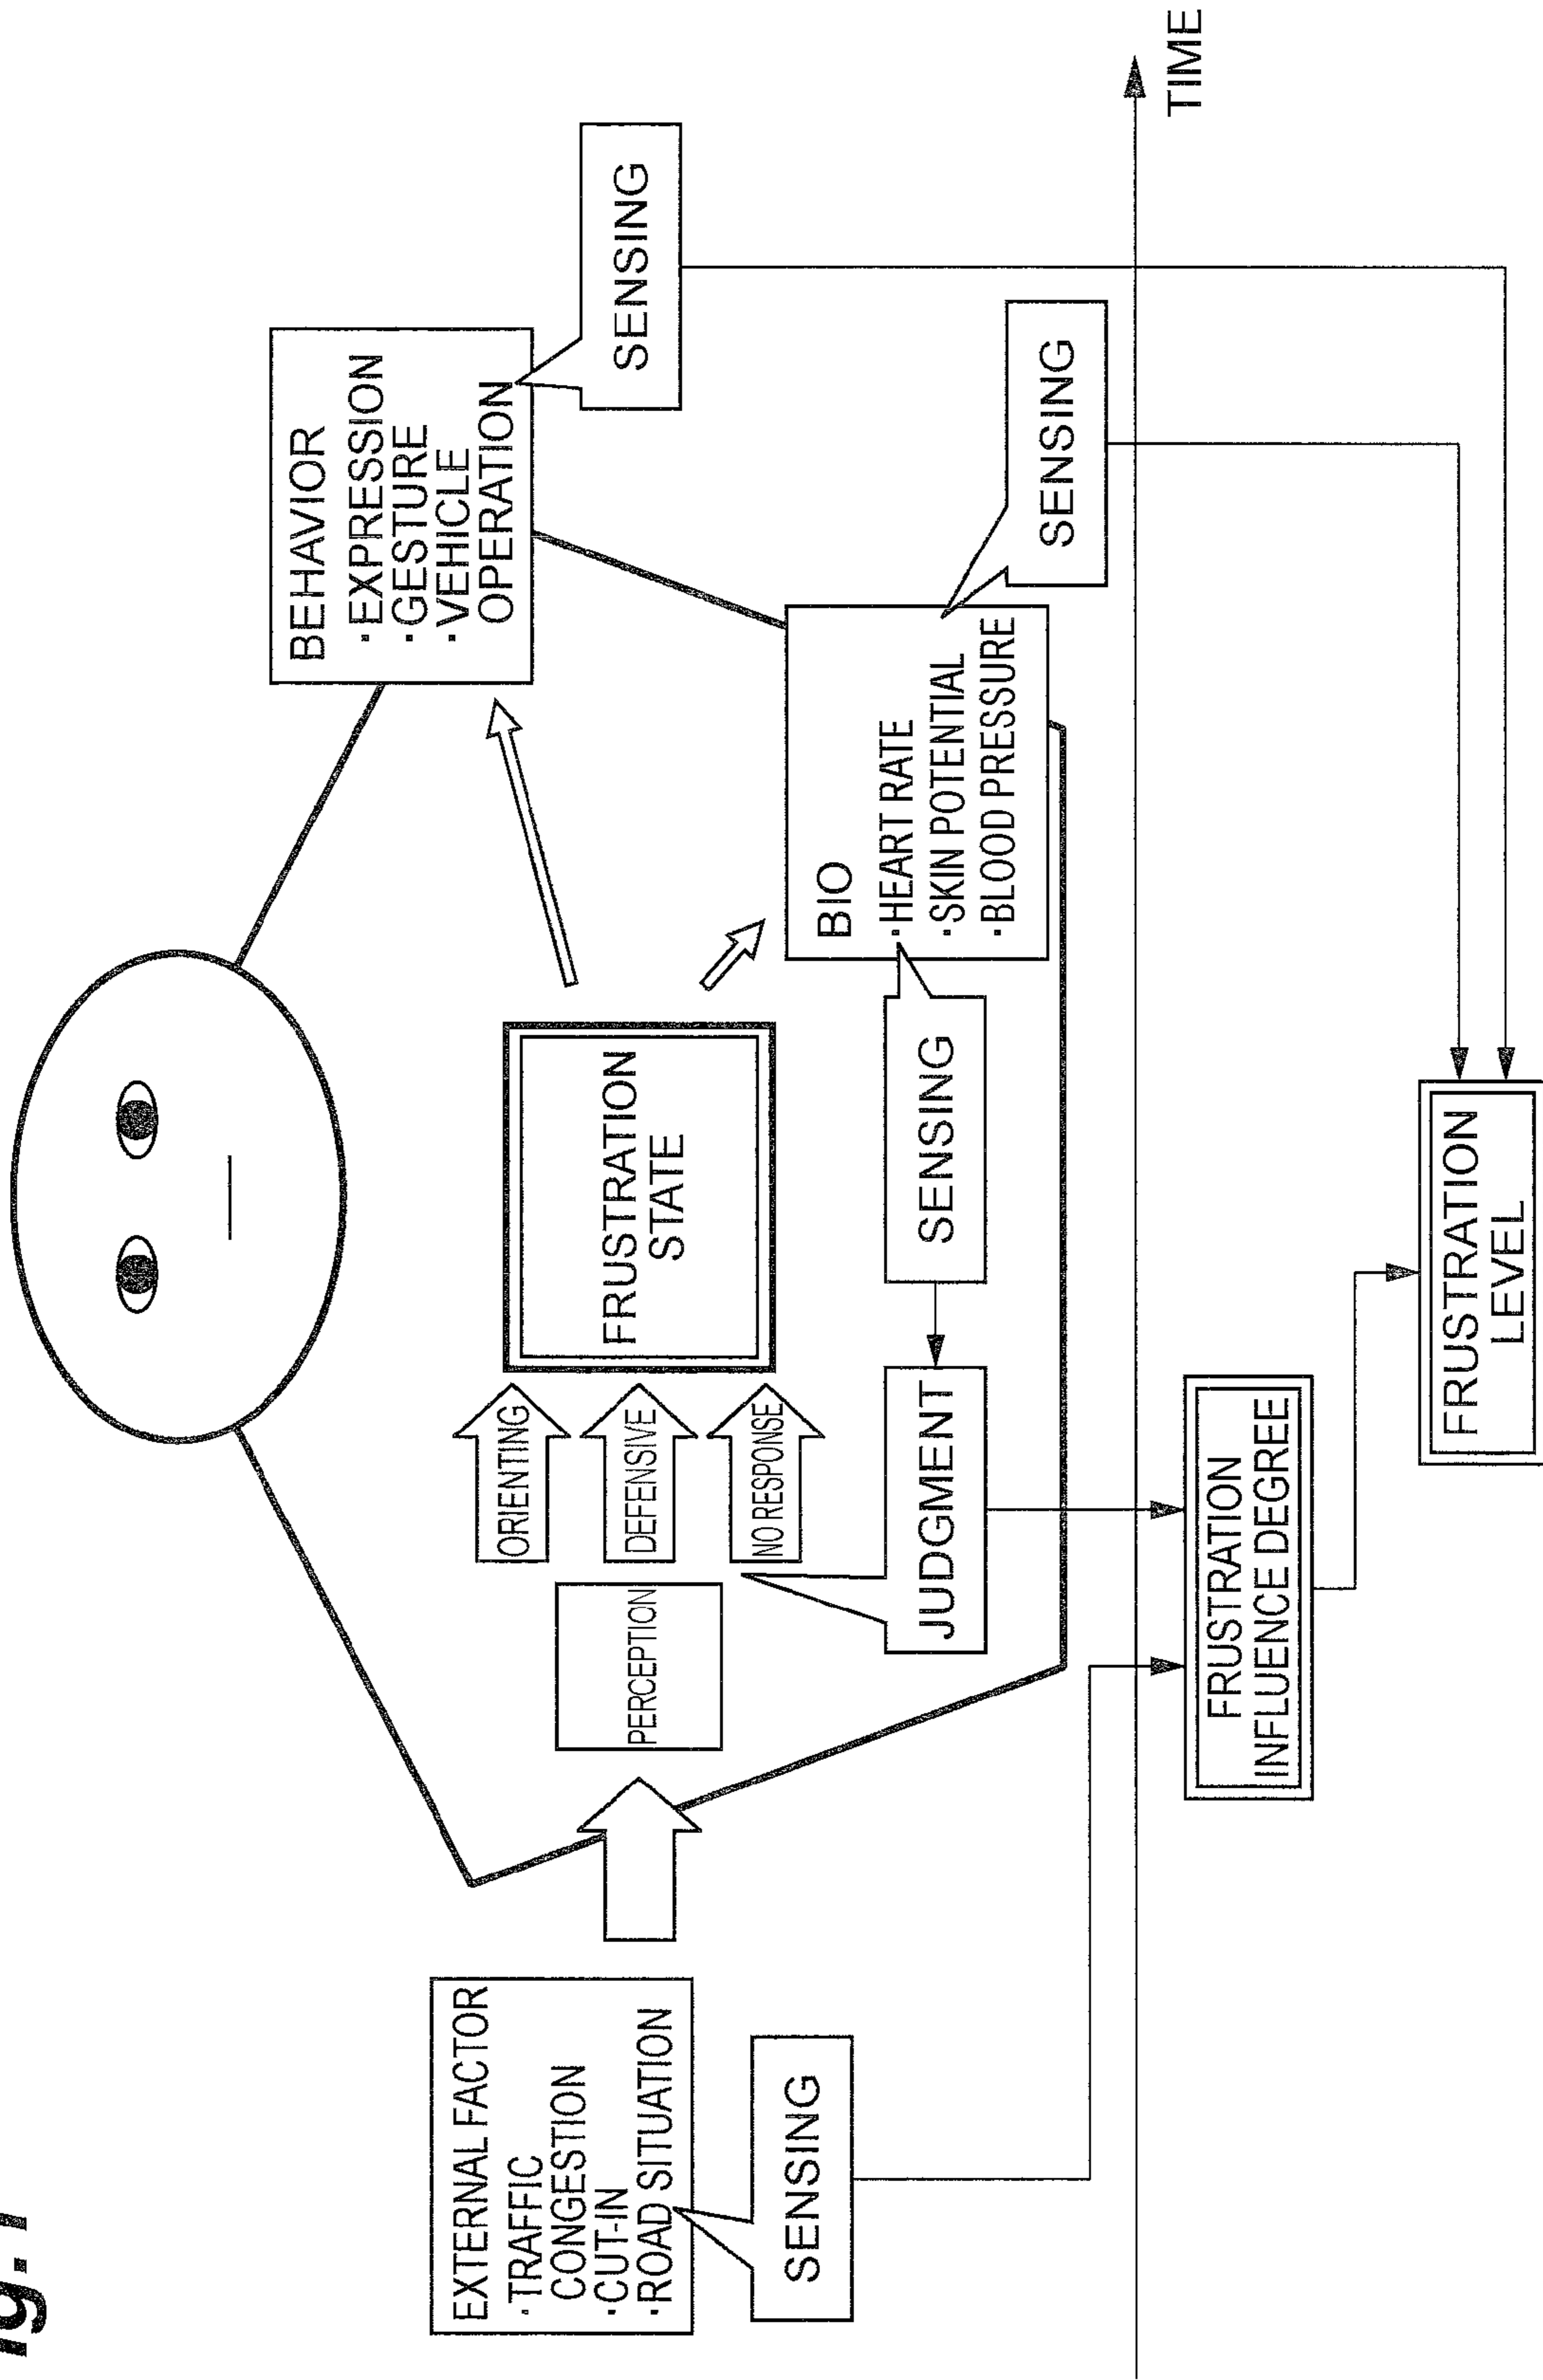 ig. 1
EXTERNAL FACTOR
·TRAFFIC
CONGESTION
·CUT-IN
·ROAD SITUATION
SENSING
PERCEPTION
ORIENTING
DEFENSIVE
NO RESPONSE
JUDGMENT
FRUSTRATION
STATE
SENSING
BEHAVIOR
·EXPRESSION
·GESTURE
·VEHICLE
OPERATION
SENSING
BIO
·HEART RATE
·SKIN POTENTIAL
·BLOOD PRESSURE
SENSING
TIME
FRUSTRATION
INFLUENCE DEGREE
FRUSTRATION
LEVEL